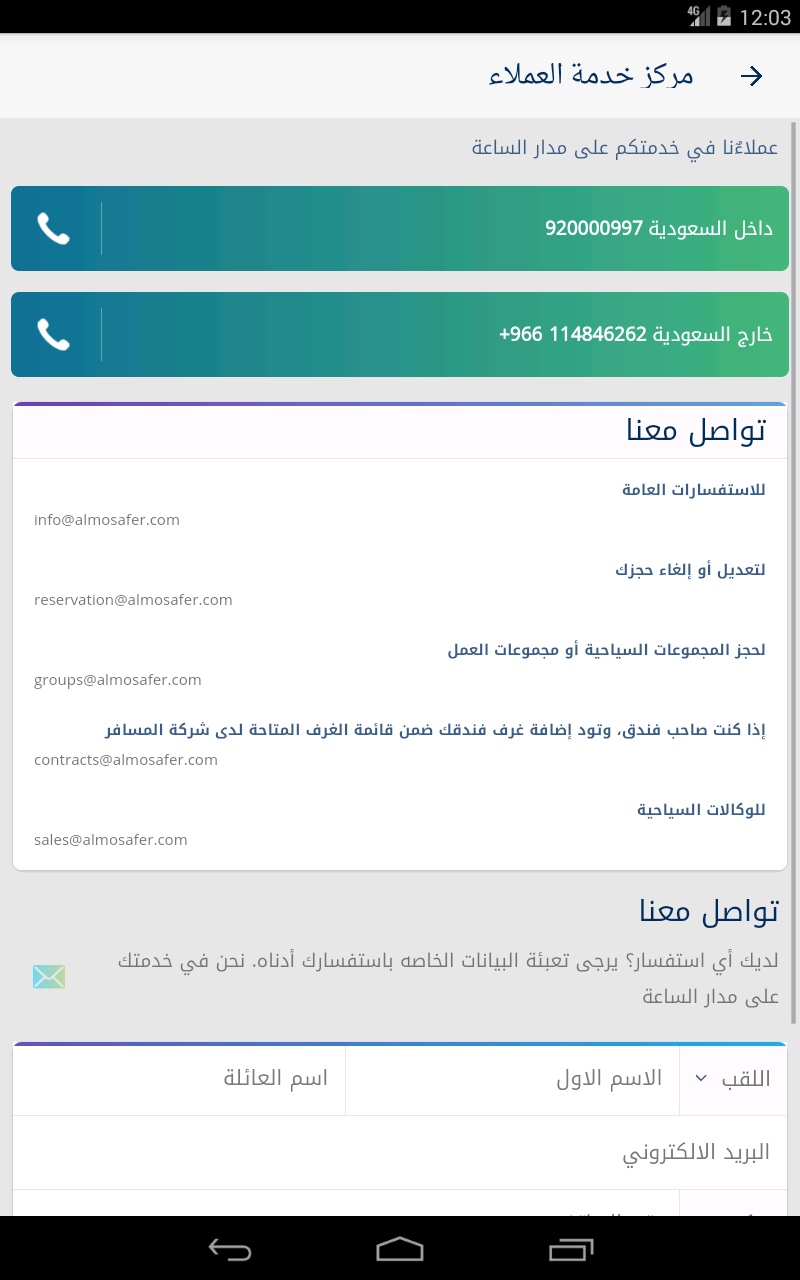 4G 12:03
مركز خدمة العملاء
عملاءٌنا في خدمتكم على مدار الساعة
داخل السعودية 920000997
خارج السعودية 114846262 966+
تواصل معنا
للاستفسارات العامة
info@almosafer.com
لتعديل أو إلغاء حجزك
reservation@almosafer.com
لحجز المجموعات السياحية أو مجموعات العمل
groups@almosafer.com
إذا كنت صاحب فندق، وتود إضافة غرف فندقك ضمن قائمة الغرف المتاحة لدى شركة المسافر
contracts@almosafer.com
للوكالات السياحية
sales@almosafer.com
تواصل معنا
لديك أي استفسار؟ يرجى تعبئة البيانات الخاصه باستفسارك أدناه. نحن في خدمتك
على مدار الساعة
اللقب الاسم الاول اسم العائلة
البريد الالكتروني